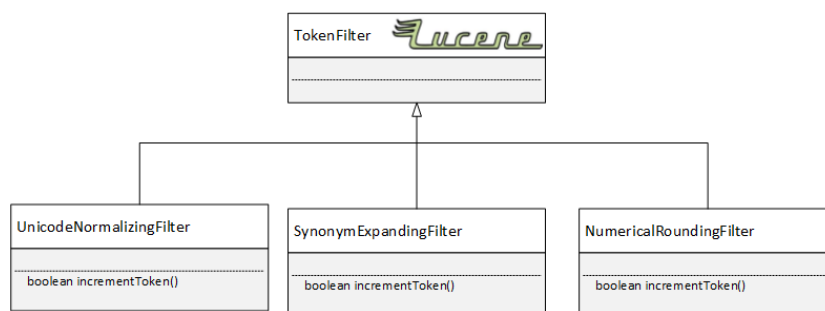 TokenFilter Lucene
UnicodeNormalizingFilter
boolean incrementToken()
SynonymExpandingFilter
boolean incrementToken()
NumericalRoundingFilter
boolean incrementToken()